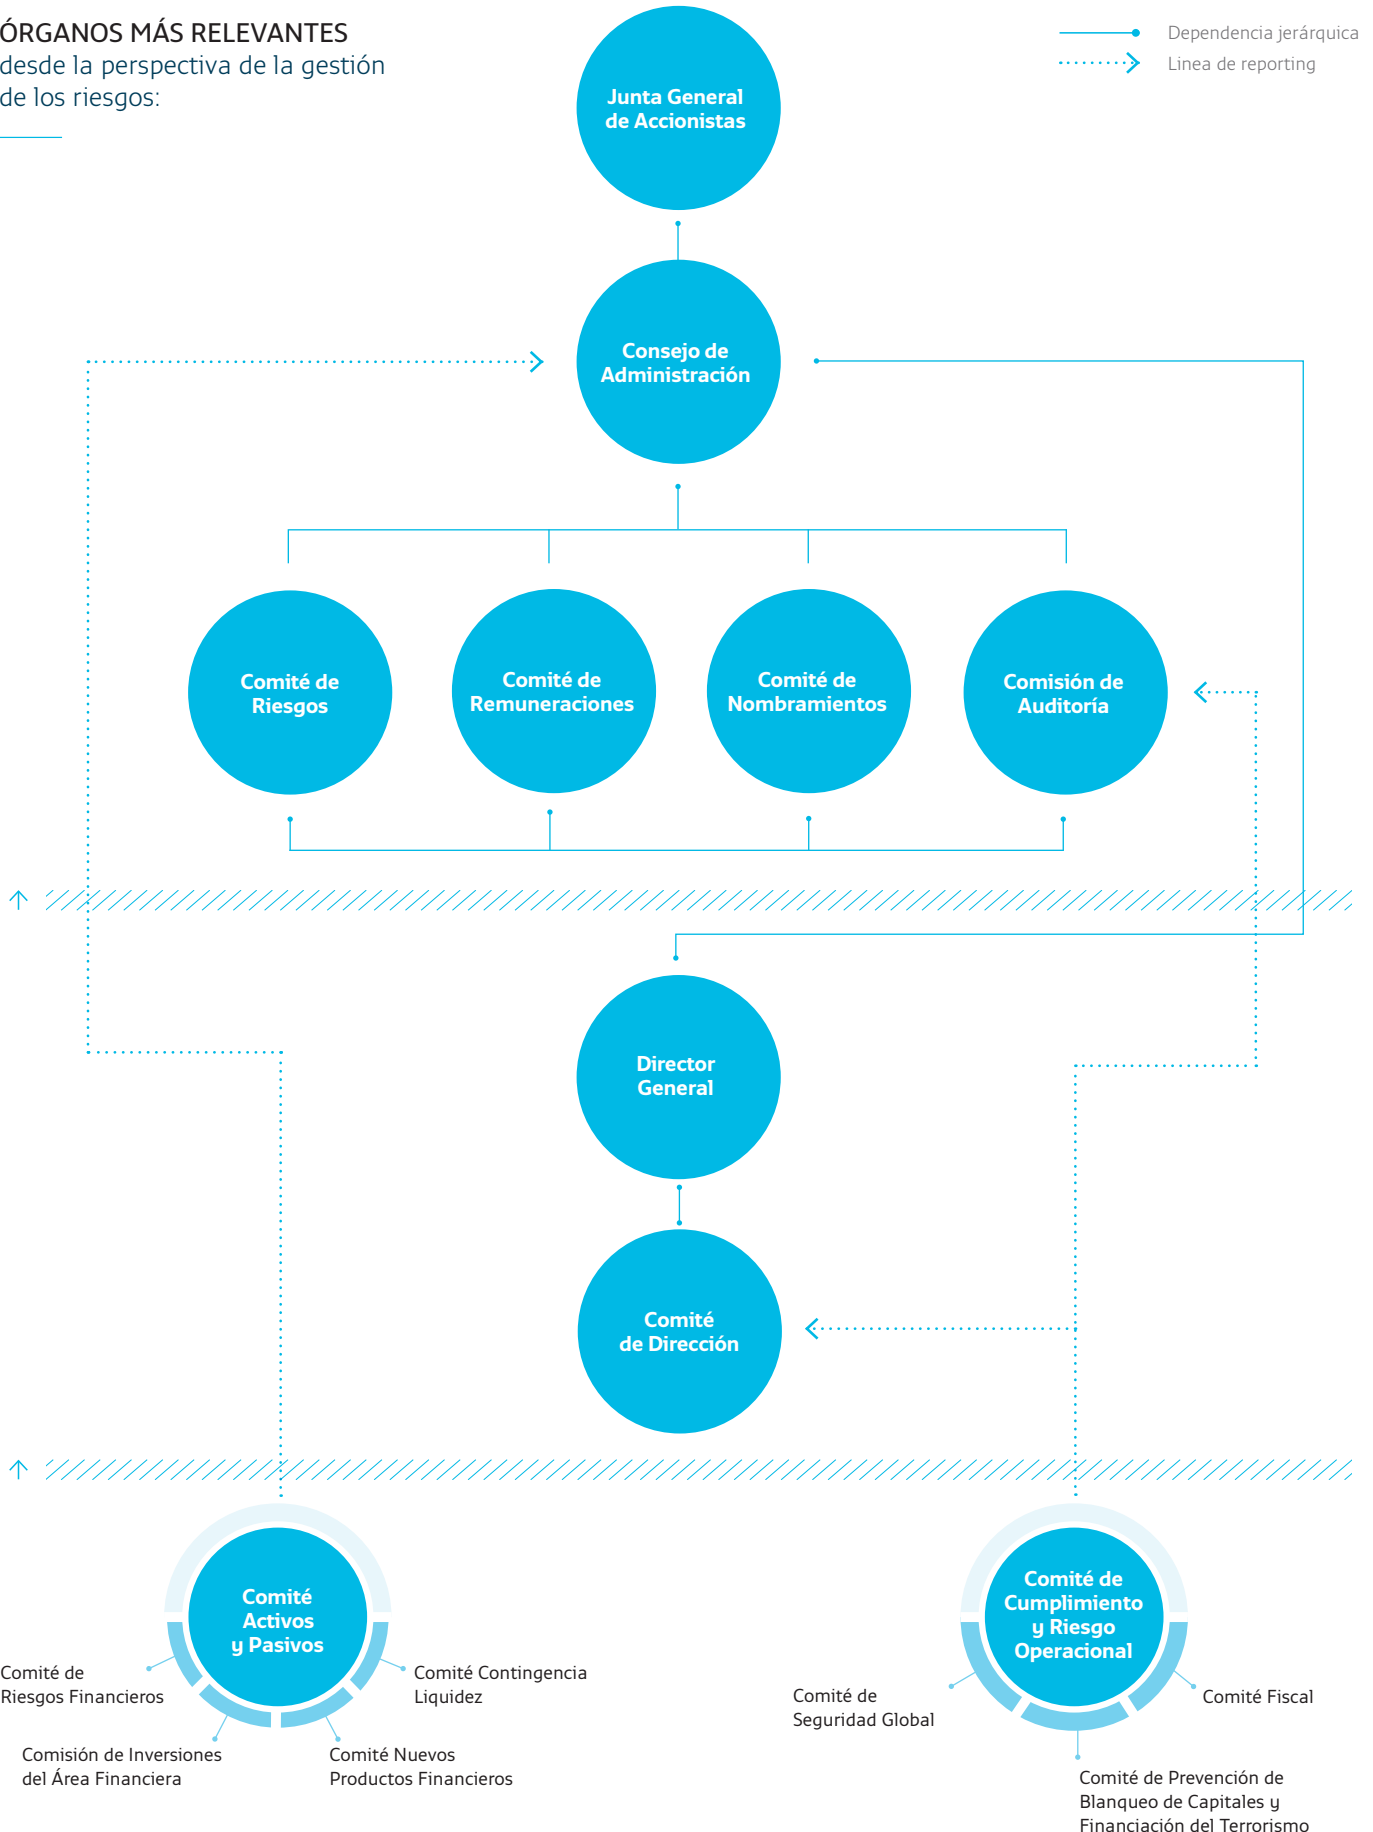 ÓRGANOS MÁS RELEVANTES
desde la perspectiva de la gestión
de los riesgos:
Dependencia jerárquica
Linea de reporting
Junta General
de Accionistas
Consejo de
Administración
Comité de
Riesgos
Comité de
Remuneraciones
Comité de
Nombramientos
Comisión de
Auditoría
Director
General
Comité
de Dirección
Comité
Activos
y Pasivos
Comité de
Riesgos Financieros
Comisión de Inversiones
del Área Financiera
Comité Nuevos
Productos Financieros
Comité Contingencia
Liquidez
Comité de
Cumplimiento
y Riesgo
Operacional
Comité de
Seguridad Global
Comité de Prevención de
Blanqueo de Capitales y
Financiación del Terrorismo
Comité Fiscal